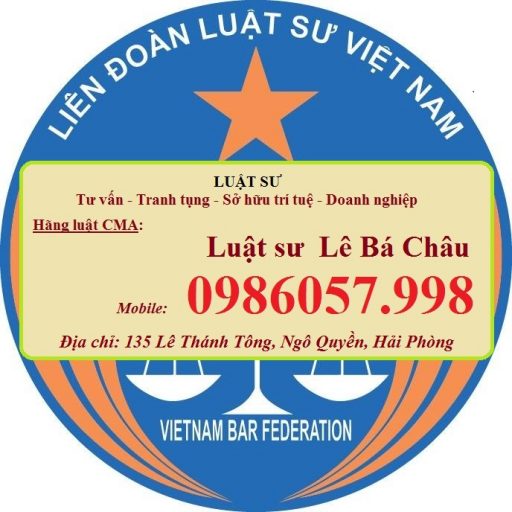 LIÊN ĐOÀN LUẬT SƯ VIỆT NAM
LUẬT SƯ
Tư vấn - Tranh tụng - Sở hữu trí tuệ - Doanh nghiệp
Hãng luật CMA:
Luật sư Lê Bá Châu
Mobile: 0986057.998
Địa chỉ: 135 Lê Thánh Tông, Ngô Quyền, Hải Phòng
VIETNAM BAR FEDERATION